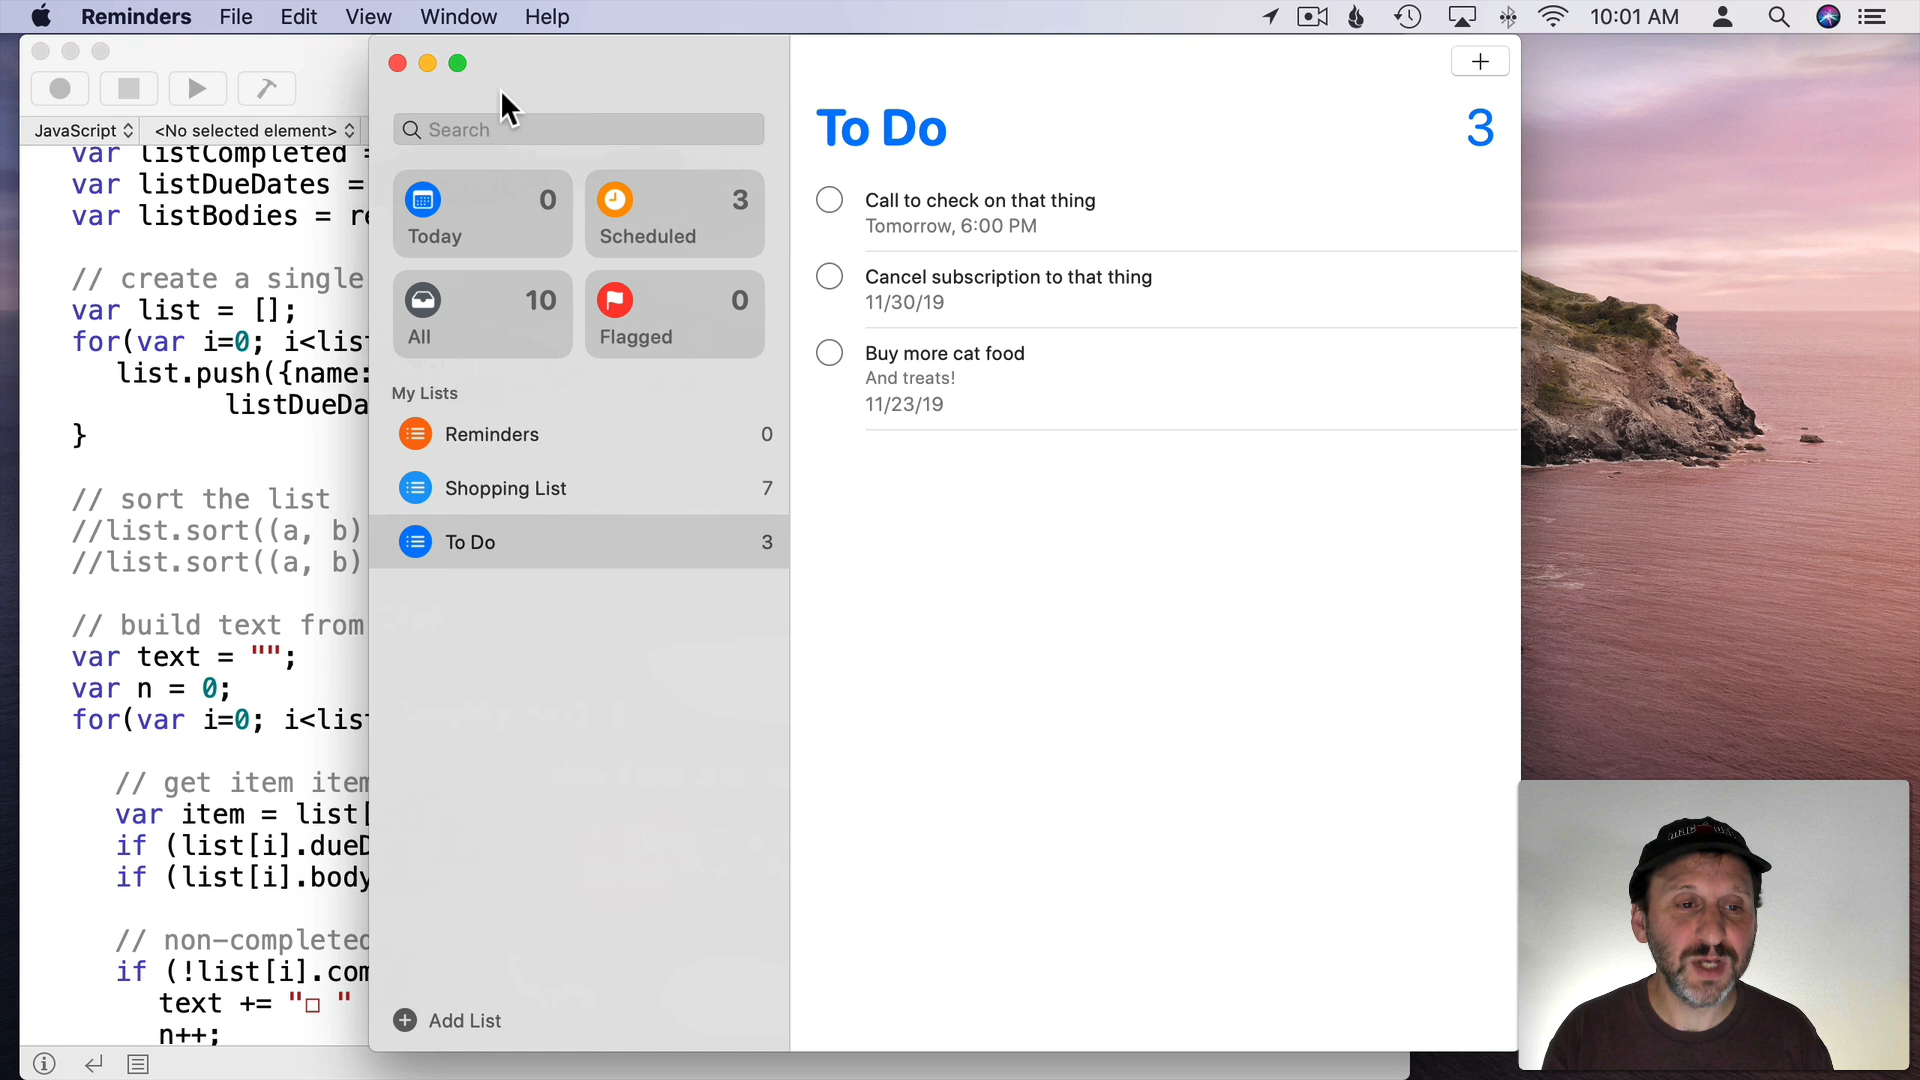 Reminders File Edit View Window Help
10:01 AM
JavaScript
<No selected element>
var listCompleted =
var listDueDates =
var listBodies = re
// create a single
var list = [];
for(var i=0; i<lis
list.push({name:
listDueDa
}
// sort the list
//list.sort((a, b)
//list.sort((a, b)
// build text from
var text = "";
var n = 0;
for(var i=0; i<lis
// get item item
var item = list[
if (list[i].dueD
if (list[i].body
// non-completed
if (!list[i].com
text += "□ "
n++;
Search
0
Today
3
Scheduled
10
All
0
Flagged
My Lists
Reminders 0
Shopping List 7
To Do 3
Add List
To Do 3
Call to check on that thing
Tomorrow, 6:00 PM
Cancel subscription to that thing
11/30/19
Buy more cat food
And treats!
11/23/19